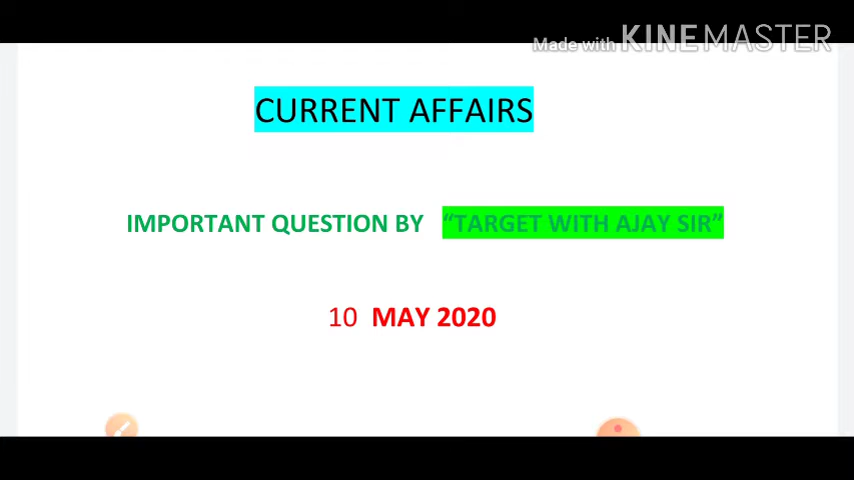 Made with KINEMASTER
CURRENT AFFAIRS
IMPORTANT QUESTION BY “TARGET WITH AJAY SIR”
10 MAY 2020